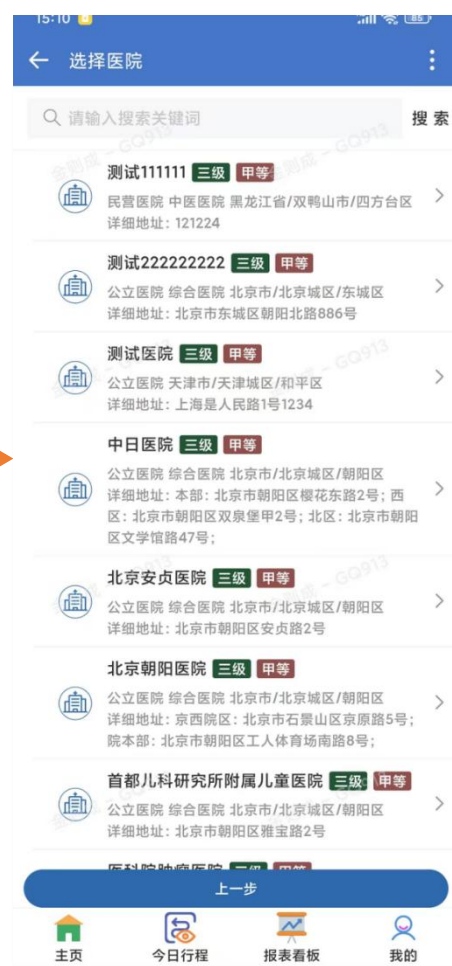 15:10
85
选择医院
请输入搜索关键词
搜 索
测试111111 三级 甲等
民营医院 中医医院 黑龙江省/双鸭山市/四方台区
详细地址: 121224
测试222222222 三级 甲等
公立医院 综合医院 北京市/北京城区/东城区
详细地址: 北京市东城区朝阳北路886号
测试医院 三级 甲等
公立医院 天津市/天津城区/和平区
详细地址: 上海是人民路1号1234
中日医院 三级 甲等
公立医院 综合医院 北京市/北京城区/朝阳区
详细地址: 本部: 北京市朝阳区樱花东路2号; 西
区: 北京市朝阳区双泉堡甲2号; 北区: 北京市朝阳
区文学馆路47号;
北京安贞医院 三级 甲等
公立医院 综合医院 北京市/北京城区/朝阳区
详细地址: 北京市朝阳区安贞路2号
北京朝阳医院 三级 甲等
公立医院 综合医院 北京市/北京城区/朝阳区
详细地址: 京西院区: 北京市石景山区京原路5号;
院本部: 北京市朝阳区工人体育场南路8号;
首都儿科研究所附属儿童医院 三级 甲等
公立医院 综合医院 北京市/北京城区/朝阳区
详细地址: 北京市朝阳区雅宝路2号
医科院肿瘤医院 三级 甲等
上一步
主页 今日行程 报表看板 我的